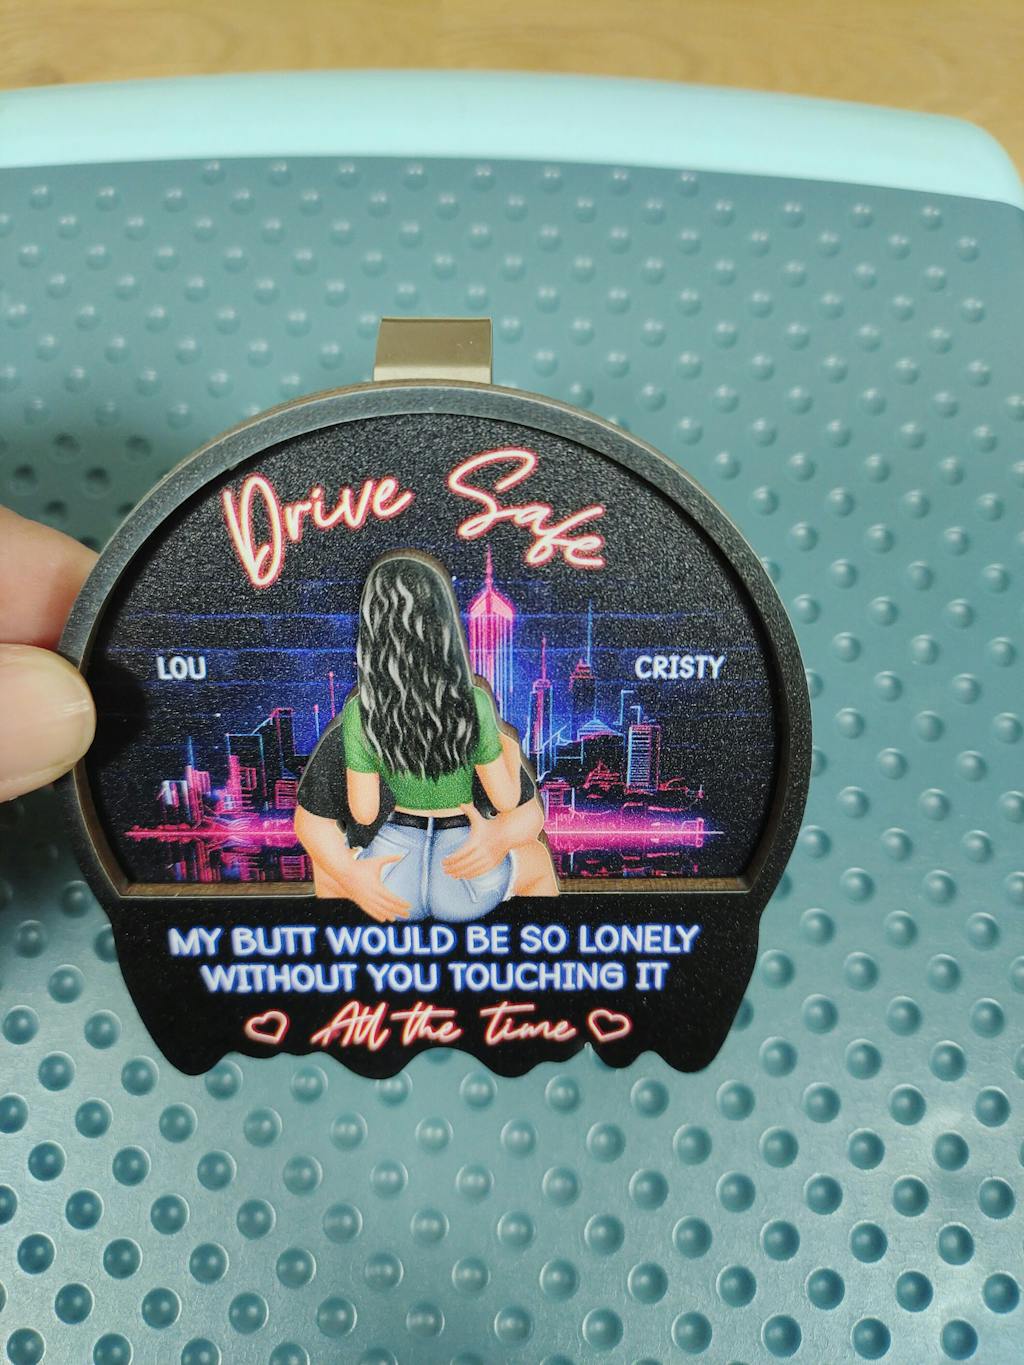 Drive Safe
LOU
CRISTY
MY BUTT WOULD BE SO LONELY
WITHOUT YOU TOUCHING IT
All the time